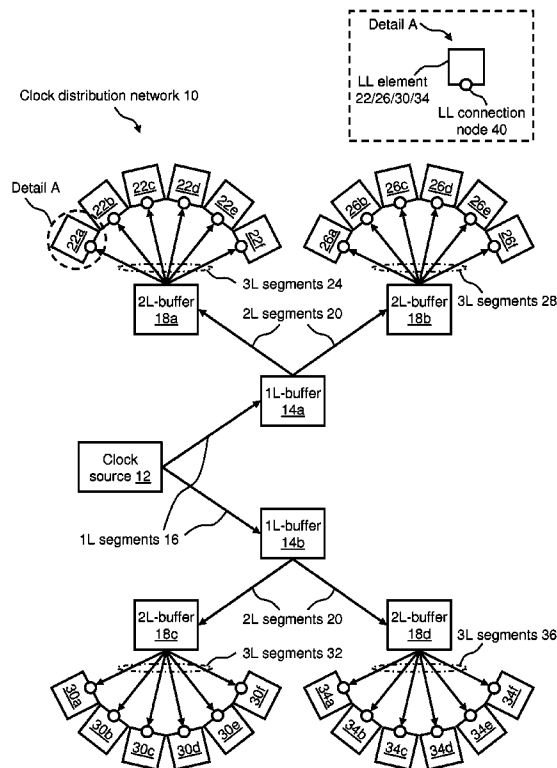 Detail A
LL element
22/26/30/34
LL connection
node 40
Clock distribution network 10
Detail A
22a
22b
22c
22d
22e
22f
26a
26b
26c
26d
26e
26f
3L segments 24
3L segments 28
2L-buffer
18a
2L segments 20
2L-buffer
18b
1L-buffer
14a
Clock
source 12
1L segments 16
1L-buffer
14b
2L-buffer
18c
2L segments 20
2L-buffer
18d
3L segments 32
3L segments 36
30a
30b
30c
30d
30e
30f
34a
34b
34c
34d
34e
34f